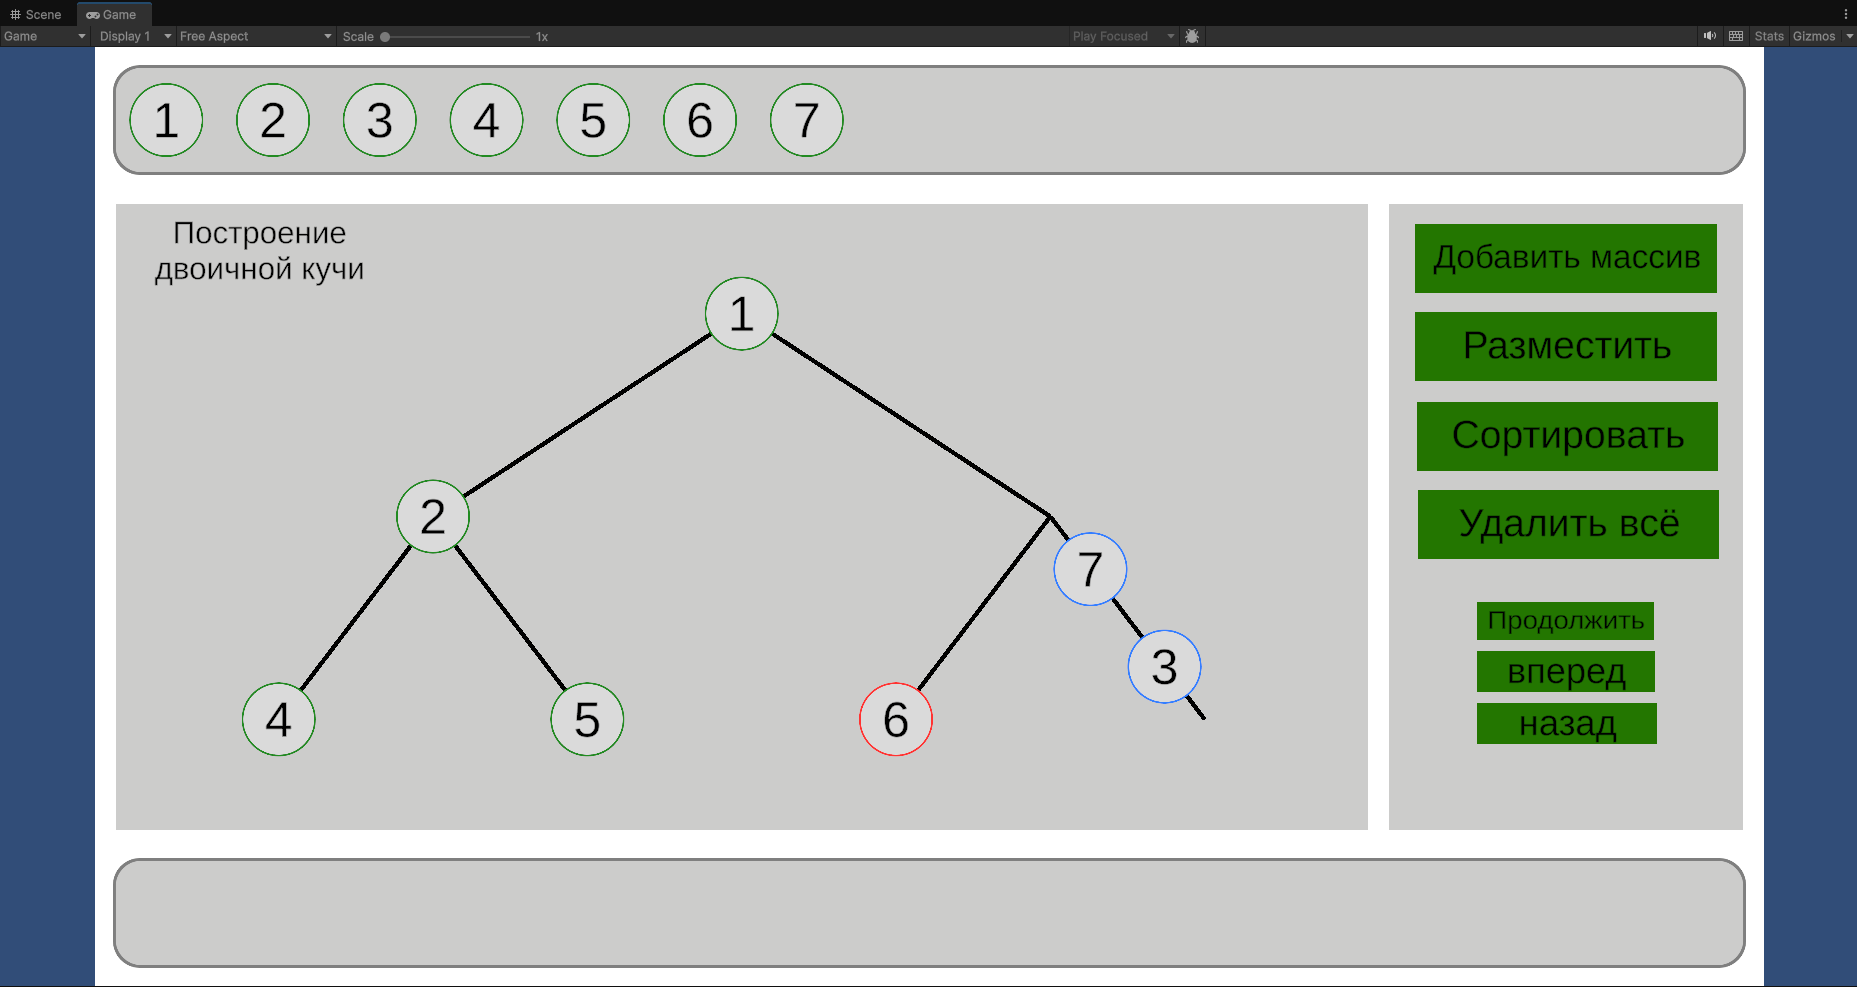 Scene Game
Game Display 1 Free Aspect Scale 1x Play Focused Stats Gizmos
1 2 3 4 5 6 7
Построение
двоичной кучи
1
2
7
3
4 5 6
Добавить массив
Разместить
Сортировать
Удалить всё
Продолжить
вперед
назад